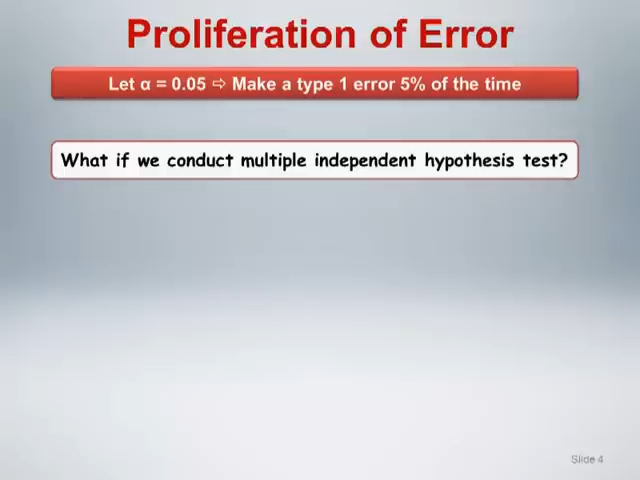 Proliferation of Error
Let α = 0.05 ⇨ Make a type 1 error 5% of the time
What if we conduct multiple independent hypothesis test?
Slide 4